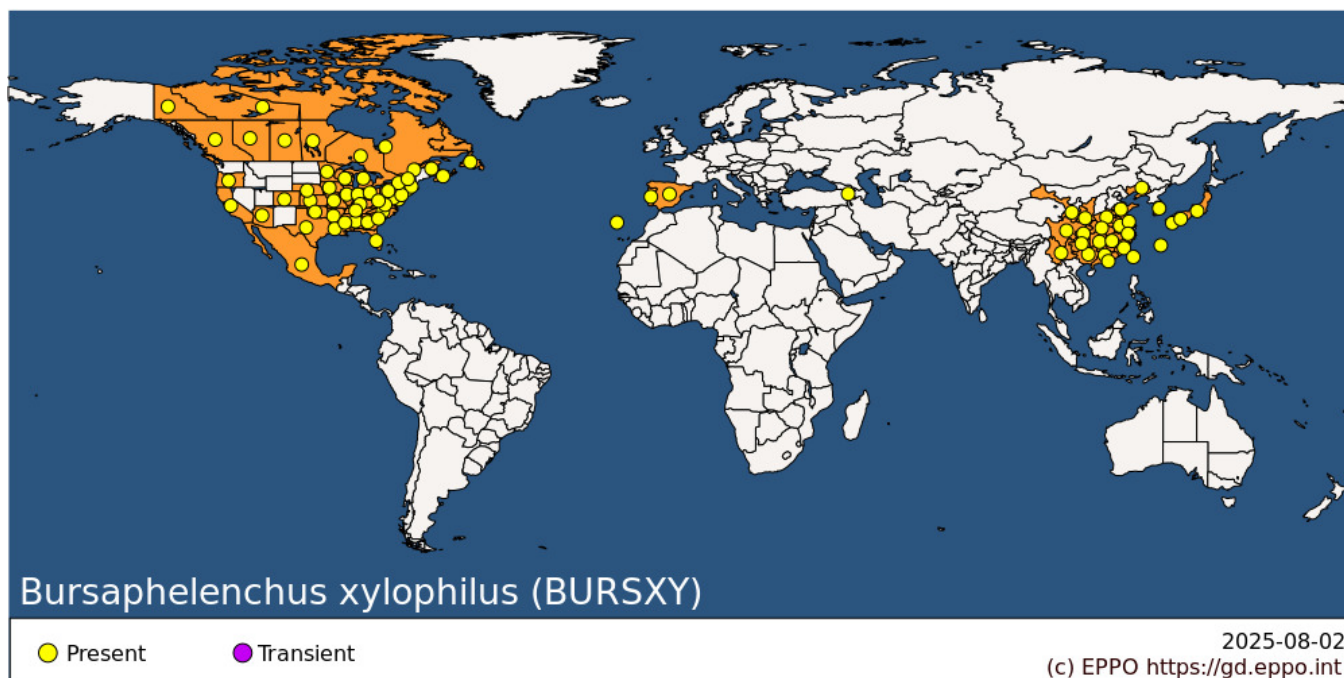 Bursaphelenchus xylophilus (BURSXY)
Present
Transient
2025-08-02
(c) EPPO https://gd.eppo.int